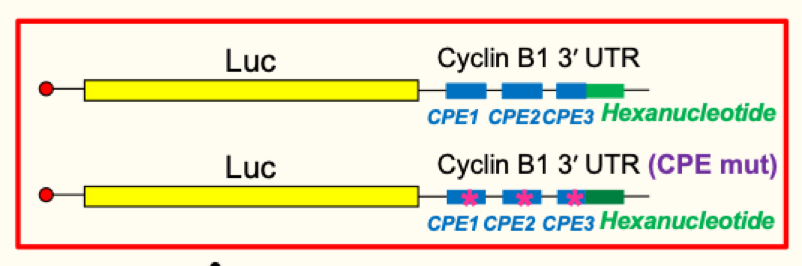 Luc Cyclin B1 3′ UTR
CPE1 CPE2 CPE3 Hexanucleotide
Luc Cyclin B1 3′ UTR (CPE mut)
CPE1 CPE2 CPE3 Hexanucleotide